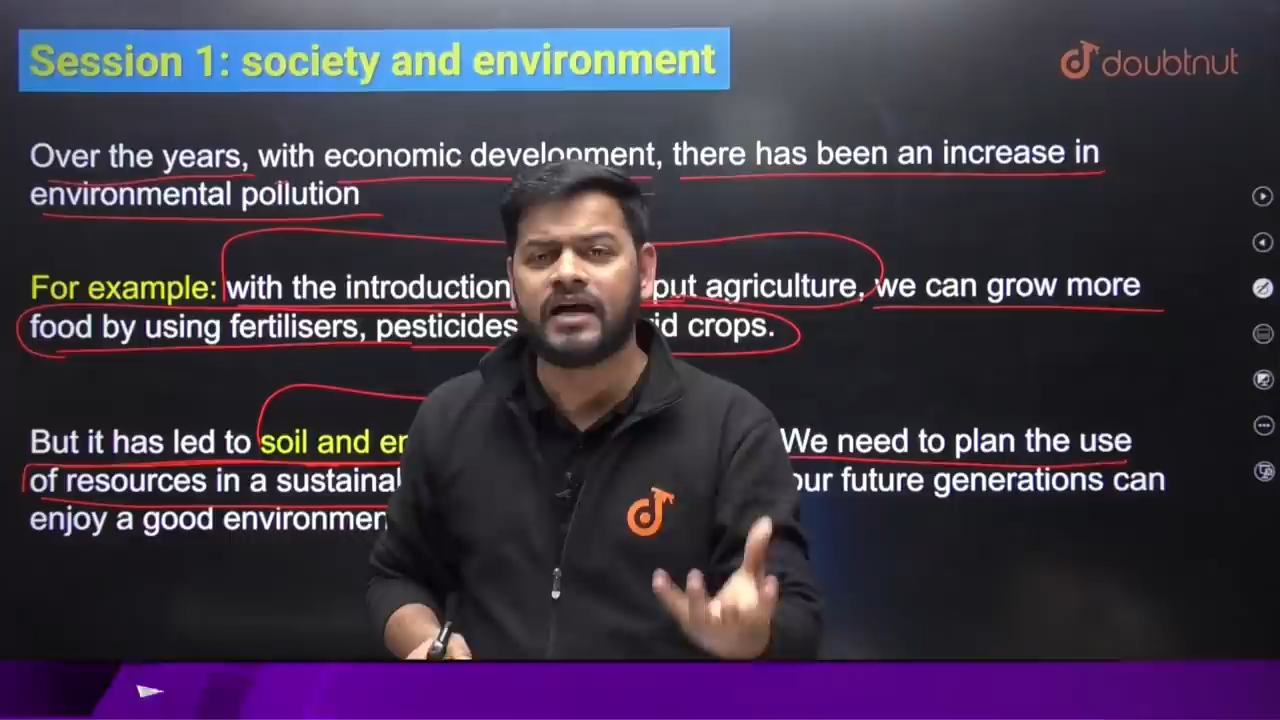 Session 1: society and environment
doubtnut
Over the years, with economic development, there has been an increase in
environmental pollution
For example: with the introduction agriculture, we can grow more
food by using fertilisers, pesticides crops.
But it has led to soil and We need to plan the use
of resources in a our future generations can
enjoy a good